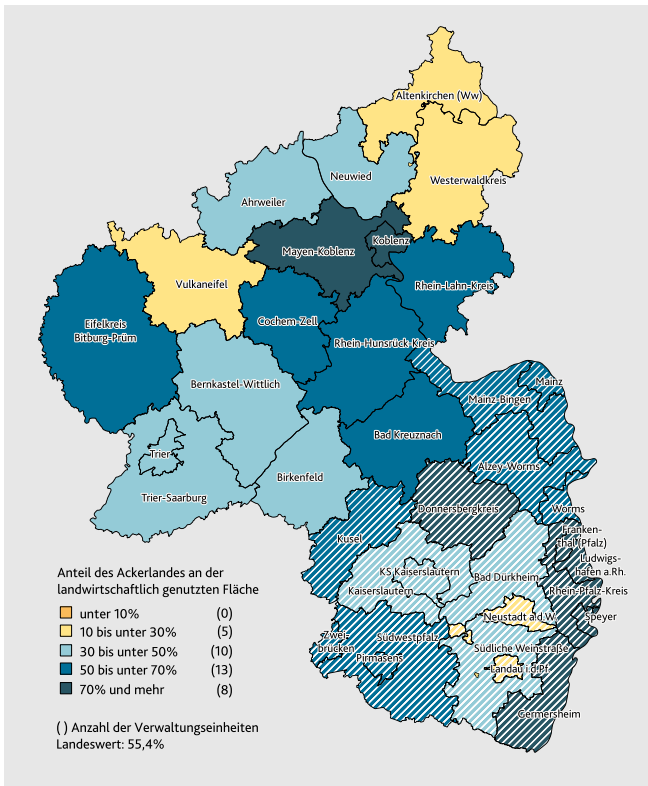 Altenkirchen (Ww)
Neuwied
Westerwaldkreis
Ahrweiler
Koblenz
Mayen-Koblenz
Vulkaneifel
Rhein-Lahn-Kreis
Cochem-Zell
Eifelkreis
Bitburg-Prüm
Rhein-Hunsrück-Kreis
Bernkastel-Wittlich
Mainz
Mainz-Bingen
Bad Kreuznach
Trier
Alzey-Worms
Birkenfeld
Trier-Saarburg
Donnersbergkreis
Worms
Kusel
Franken-
thal (Pfalz)
Ludwigs-
hafen a.Rh.
KS Kaiserslautern
Bad Dürkheim
Kaiserslautern
Rhein-Pfalz-Kreis
Neustadt a.d.W.
Speyer
Zwei-
brücken
Südwestpfalz
Südliche Weinstraße
Pirmasens
Landau i.d.Pf.
Germersheim
Anteil des Ackerlandes an der
landwirtschaftlich genutzten Fläche
unter 10% (0)
10 bis unter 30% (5)
30 bis unter 50% (10)
50 bis unter 70% (13)
70% und mehr (8)
( ) Anzahl der Verwaltungseinheiten
Landeswert: 55,4%